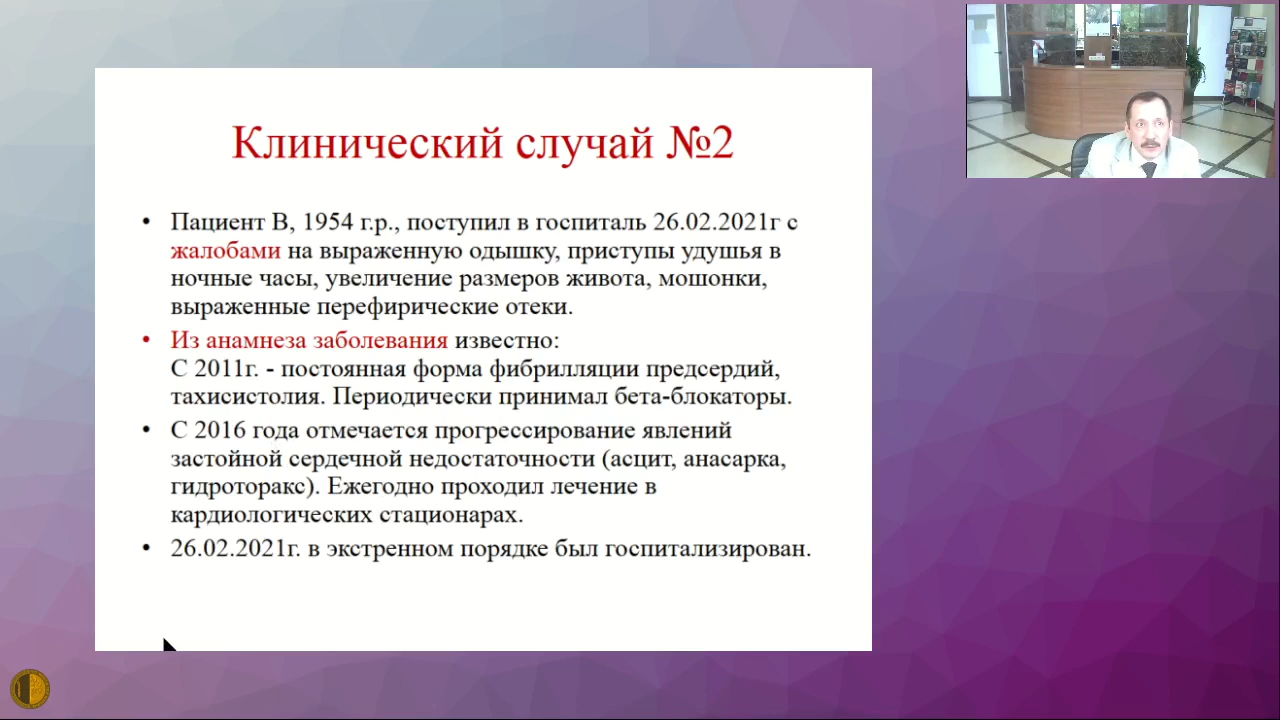 Клинический случай №2
• Пациент В, 1954 г.р., поступил в госпиталь 26.02.2021г с
жалобами на выраженную одышку, приступы удушья в
ночные часы, увеличение размеров живота, мошонки,
выраженные перефирические отеки.
• Из анамнеза заболевания известно:
С 2011г. - постоянная форма фибрилляции предсердий,
тахисистолия. Периодически принимал бета-блокаторы.
• С 2016 года отмечается прогрессирование явлений
застойной сердечной недостаточности (асцит, анасарка,
гидроторакс). Ежегодно проходил лечение в
кардиологических стационарах.
• 26.02.2021г. в экстренном порядке был госпитализирован.